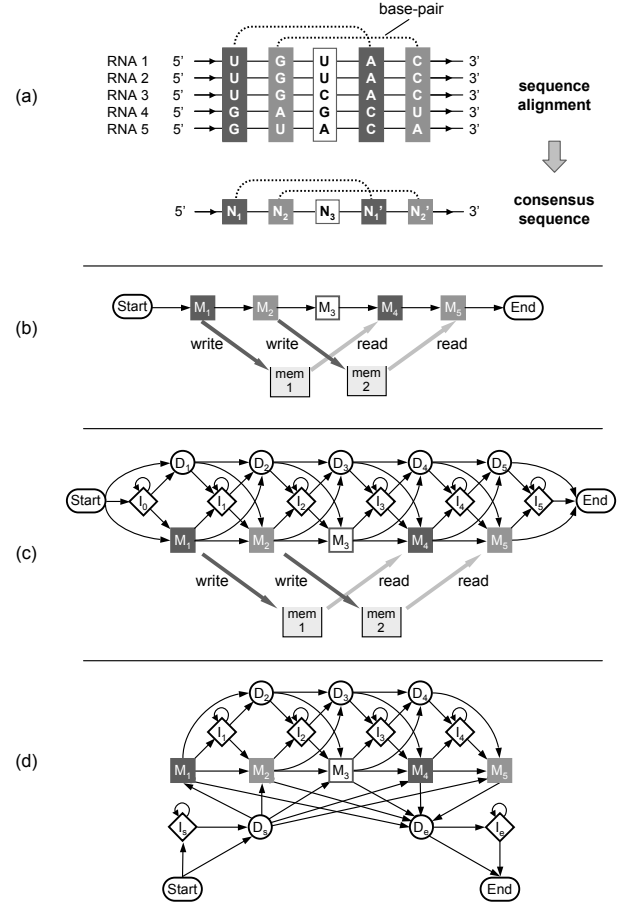 base-pair
(a)
RNA 1 5’ U G U A C 3’
RNA 2 5’ U G U A C 3’
RNA 3 5’ U G C A C 3’
RNA 4 5’ G A G C U 3’
RNA 5 5’ G U A C A 3’
sequence
alignment
5’ N1 N2 N3 N1’ N2’ 3’
consensus
sequence
(b)
Start M1 M2 M3 M4 M5 End
write write read read
mem mem
1 2
(c)
D1 D2 D3 D4 D5
Start I0 I1 I2 I3 I4 I5 End
M1 M2 M3 M4 M5
write write read read
mem mem
1 2
(d)
D2 D3 D4
I1 I2 I3 I4
M1 M2 M3 M4 M5
Is Ds De Ie
Start End